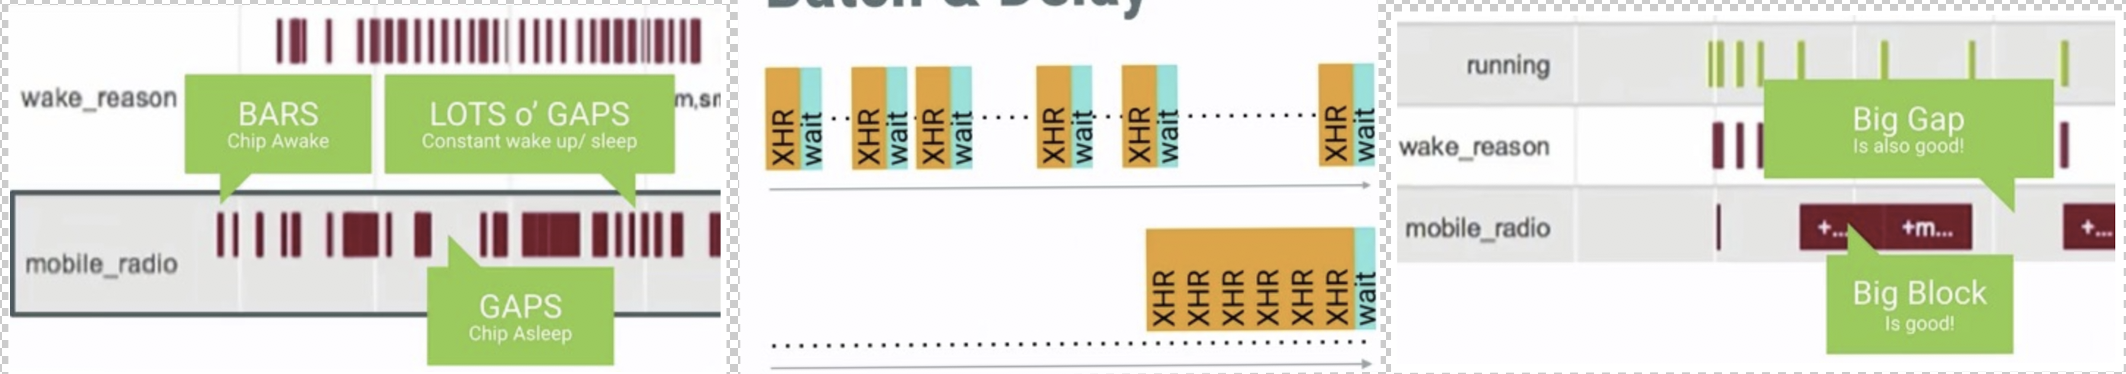 wake_reason
BARS
Chip Awake
LOTS o' GAPS
Constant wake up/ sleep
mobile_radio
GAPS
Chip Asleep
Batch & Delay
XHR wait XHR wait XHR wait XHR wait XHR wait XHR wait
XHR XHR XHR XHR XHR XHR wait
running
wake_reason
Big Gap
Is also good!
mobile_radio
+...
+m...
+...
Big Block
Is good!